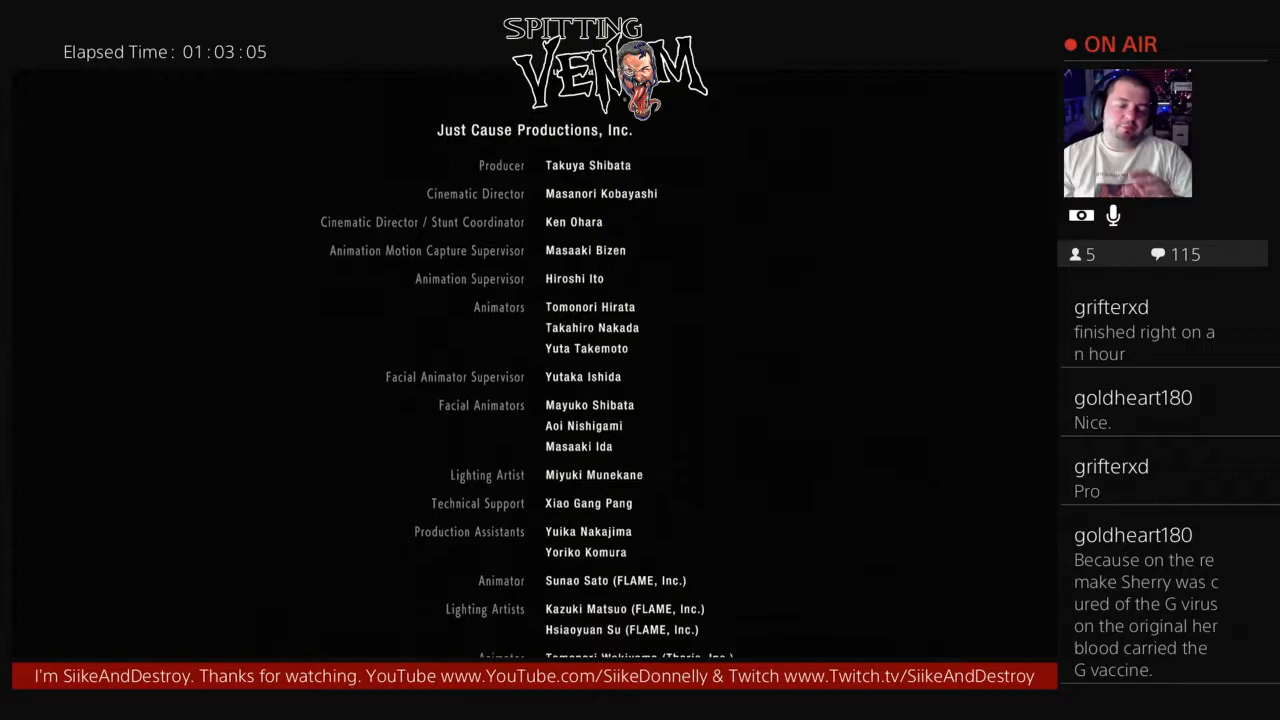 Elapsed Time: 01:03:05
SPITTING
VENOM
ON AIR
Just Cause Productions, Inc.
Producer Takuya Shibata
Cinematic Director Masanori Kobayashi
Cinematic Director / Stunt Coordinator Ken Ohara
Animation Motion Capture Supervisor Masaaki Bizen
Animation Supervisor Hiroshi Ito
Animators Tomonori Hirata
Takahiro Nakada
Yuta Takemoto
Facial Animator Supervisor Yutaka Ishida
Facial Animators Mayuko Shibata
Aoi Nishigami
Masaaki Ida
Lighting Artist Miyuki Munekane
Technical Support Xiao Gang Pang
Production Assistants Yuika Nakajima
Yoriko Komura
Animator Sunao Sato (FLAME, Inc.)
Lighting Artists Kazuki Matsuo (FLAME, Inc.)
Hsiaoyuan Su (FLAME, Inc.)
5 115
grifterxd
finished right on a
n hour
goldheart180
Nice.
grifterxd
Pro
goldheart180
Because on the re
make Sherry was c
ured of the G virus
on the original her
blood carried the
G vaccine.
I'm SiikeAndDestroy. Thanks for watching. YouTube www.YouTube.com/SiikeDonnelly & Twitch www.Twitch.tv/SiikeAndDestroy